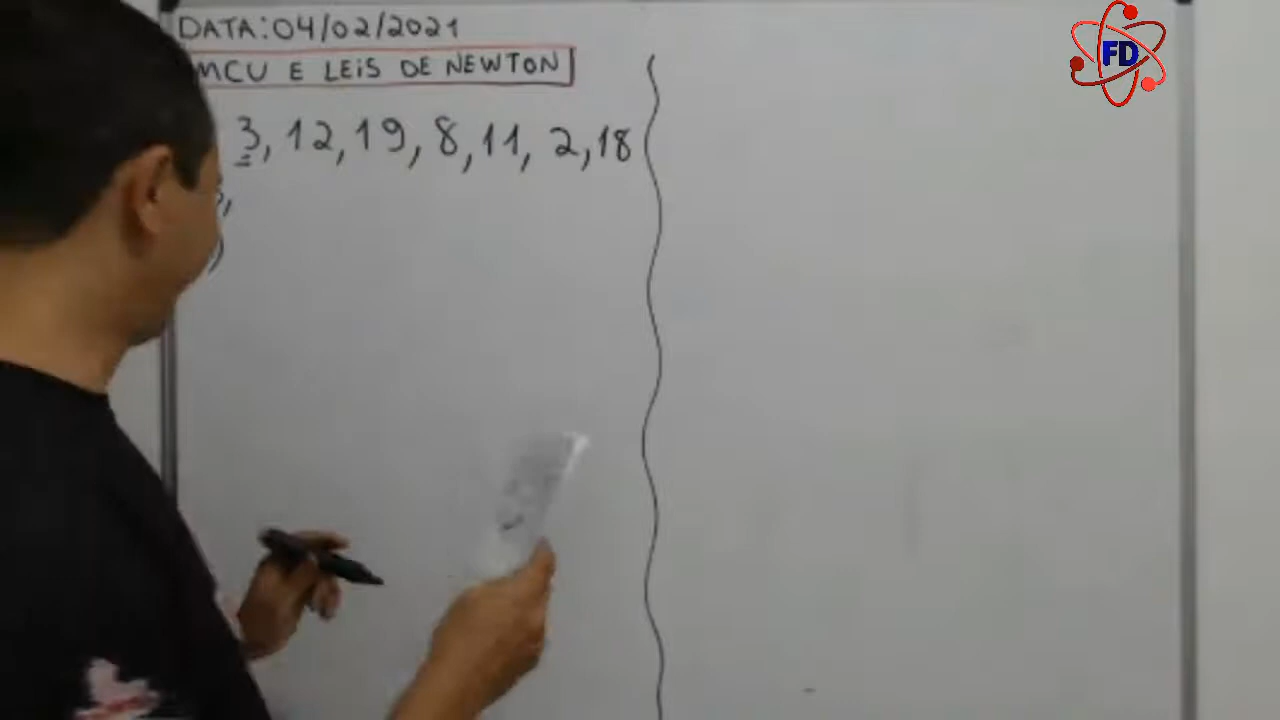 DATA: 04/02/2021
MCU E LEIS DE NEWTON
3, 12, 19, 8, 11, 2, 18
FD